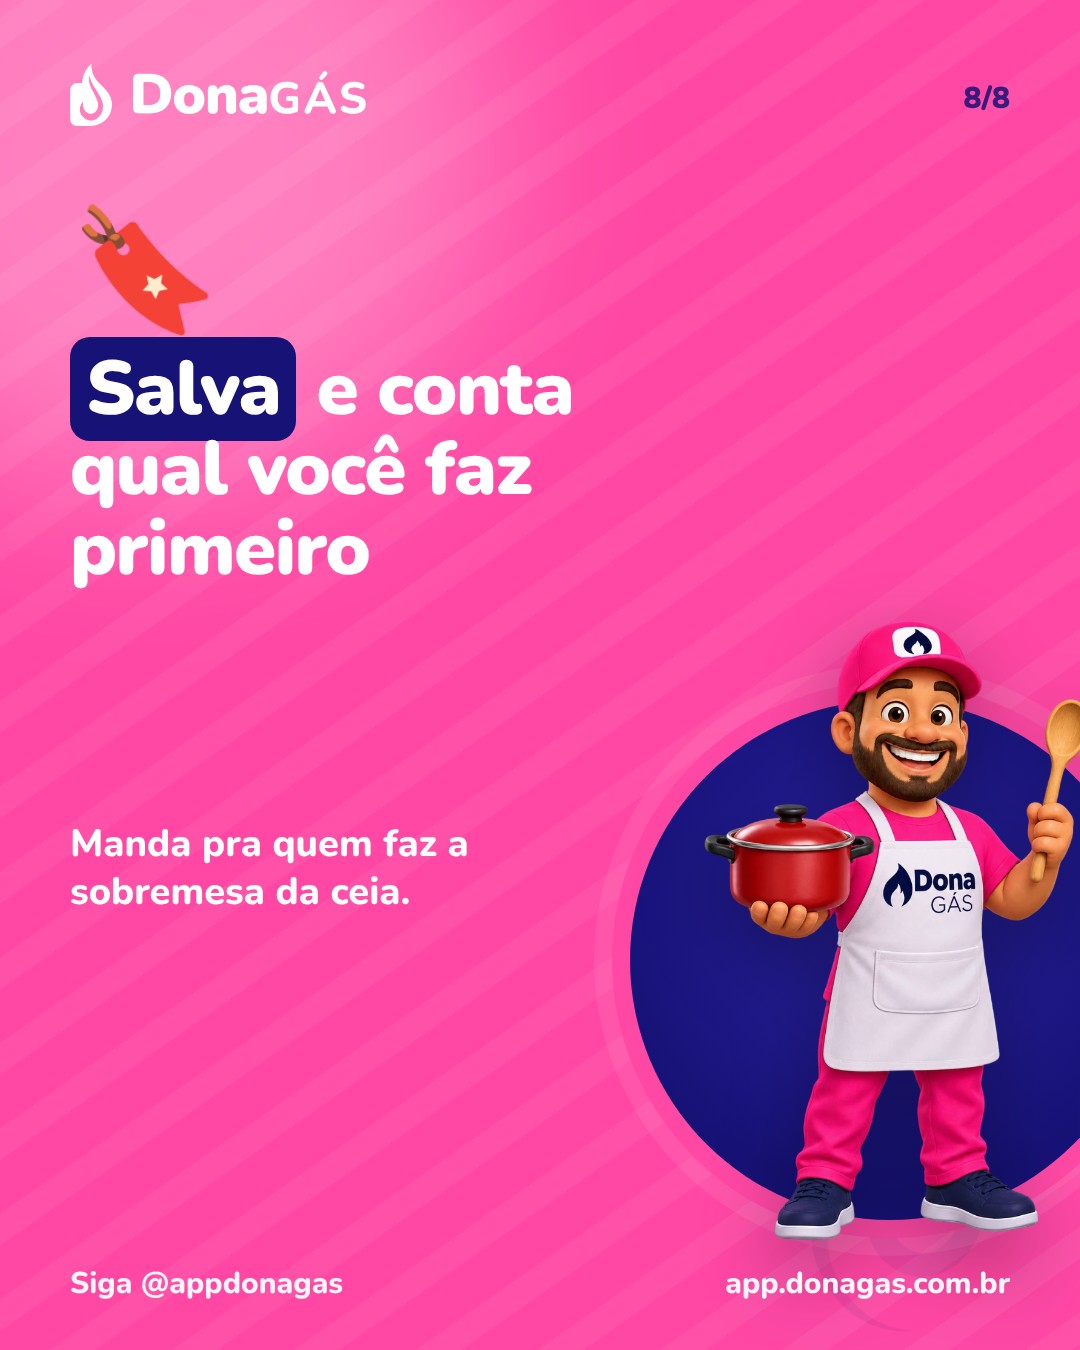 DonaGÁS
8/8
Salva e conta
qual você faz
primeiro
Manda pra quem faz a
sobremesa da ceia.
Dona
GÁS
Siga @appdonagas
app.donagas.com.br